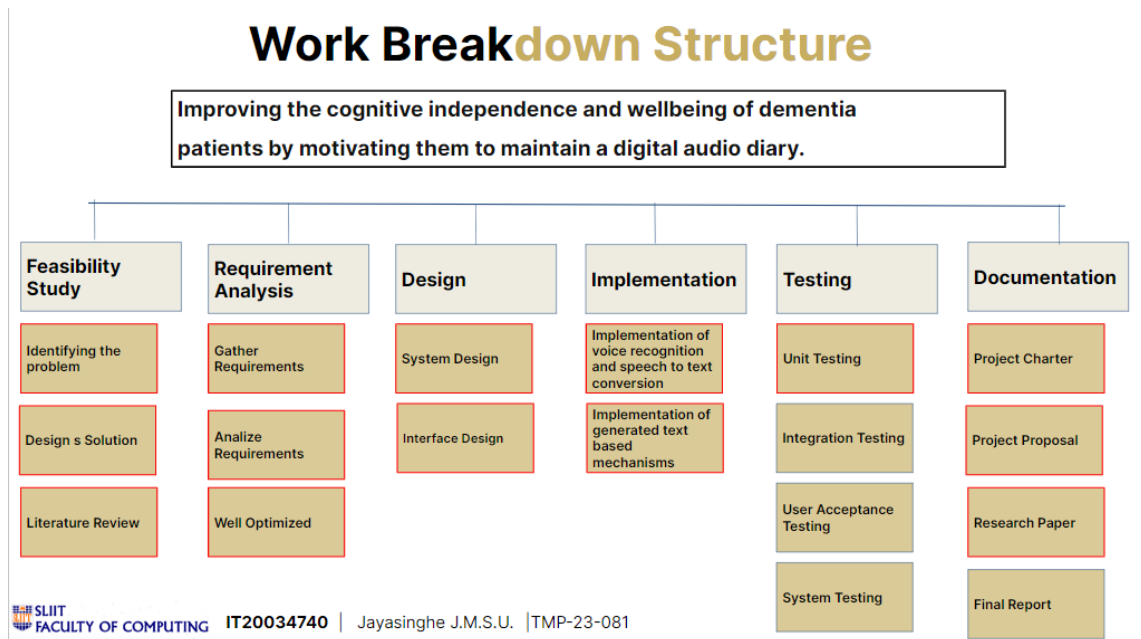 Work Breakdown Structure
Improving the cognitive independence and wellbeing of dementia
patients by motivating them to maintain a digital audio diary.
Feasibility
Study
Requirement
Analysis
Design
Implementation
Testing
Documentation
Identifying the
problem
Gather
Requirements
System Design
Implementation of
voice recognition
and speech to text
conversion
Unit Testing
Project Charter
Design s Solution
Analize
Requirements
Interface Design
Implementation of
generated text
based
mechanisms
Integration Testing
Project Proposal
Literature Review
Well Optimized
User Acceptance
Testing
Research Paper
System Testing
Final Report
SLIIT
FACULTY OF COMPUTING
IT20034740 | Jayasinghe J.M.S.U. |TMP-23-081